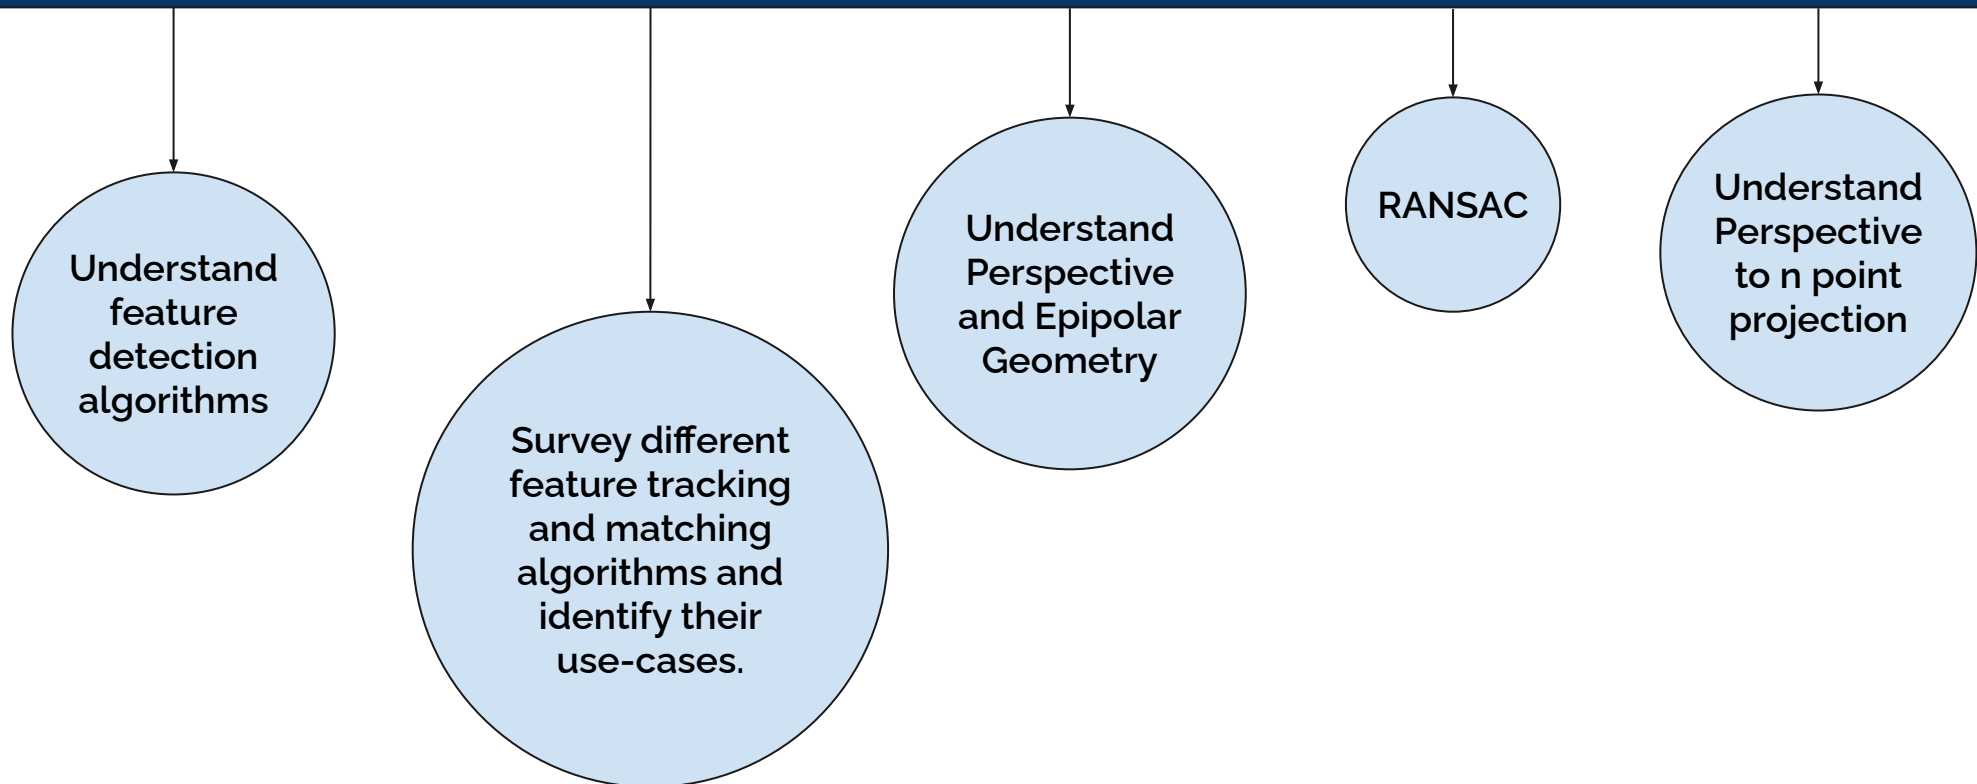 Understand
feature
detection
algorithms
Survey different
feature tracking
and matching
algorithms and
identify their
use-cases.
Understand
Perspective
and Epipolar
Geometry
RANSAC
Understand
Perspective
to n point
projection